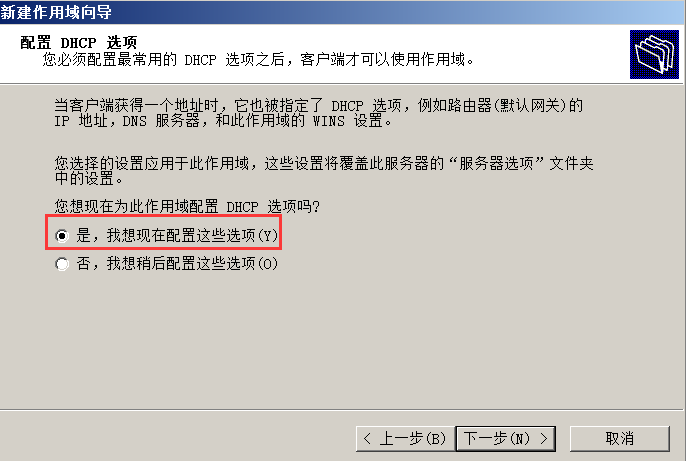 新建作用域向导
配置 DHCP 选项
您必须配置最常用的 DHCP 选项之后，客户端才可以使用作用域。
当客户端获得一个地址时，它也被指定了 DHCP 选项，例如路由器(默认网关)的
IP 地址，DNS 服务器，和此作用域的 WINS 设置。
您选择的设置应用于此作用域，这些设置将覆盖此服务器的“服务器选项”文件夹
中的设置。
您想现在为此作用域配置 DHCP 选项吗?
是，我想现在配置这些选项(Y)
否，我想稍后配置这些选项(O)
< 上一步(B) 下一步(N) > 取消